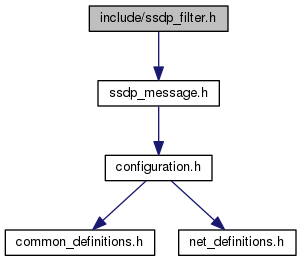 include/ssdp_filter.h
ssdp_message.h
configuration.h
common_definitions.h
net_definitions.h